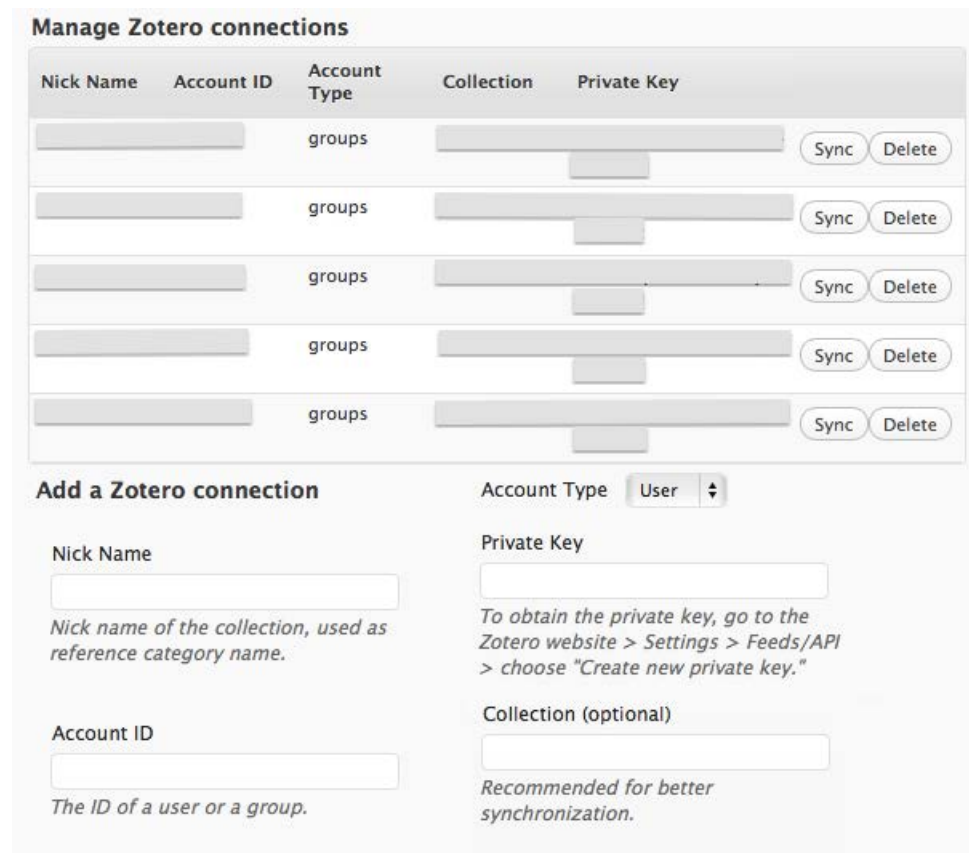 Manage Zotero connections
Nick Name Account ID Account Type Collection Private Key
groups Sync Delete
groups Sync Delete
groups Sync Delete
groups Sync Delete
groups Sync Delete
Add a Zotero connection
Account Type User
Nick Name
Private Key
Nick name of the collection, used as
reference category name.
To obtain the private key, go to the
Zotero website > Settings > Feeds/API
> choose "Create new private key."
Account ID
Collection (optional)
The ID of a user or a group.
Recommended for better
synchronization.